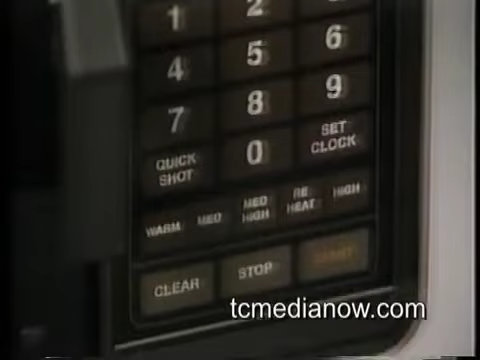 1 2
4 5 6
7 8 9
QUICK SHOT 0 SET CLOCK
WARM MED MED HIGH RE HEAT HIGH
CLEAR STOP START
tcmedianow.com